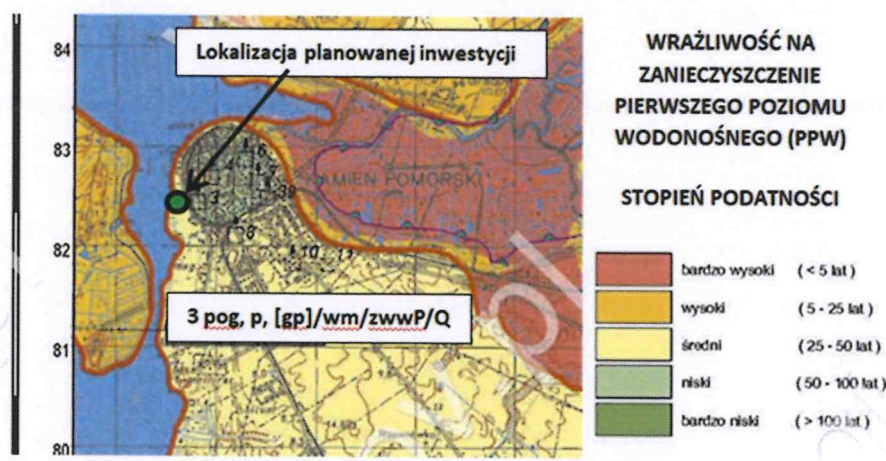 84
Lokalizacja planowanej inwestycji
83
KAMIEŃ POMORSKI
82
3 pog, p, [gp]/wm/zwwP/Q
81
80
WRAŻLIWOŚĆ NA
ZANIECZYSZCZENIE
PIERWSZEGO POZIOMU
WODONOŚNEGO (PPW)
STOPIEŃ PODATNOŚCI
bardzo wysoki ( < 5 lat )
wysoki ( 5 - 25 lat )
średni ( 25 - 50 lat )
niski ( 50 - 100 lat )
bardzo niski ( > 100 lat )